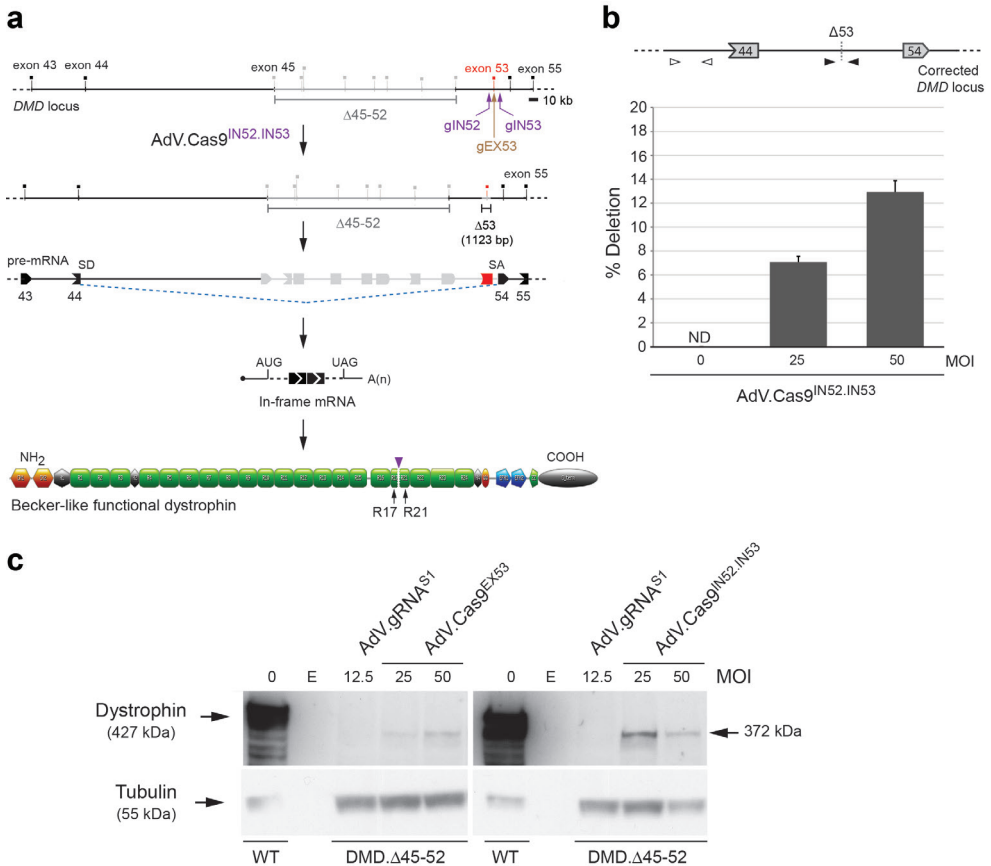 a
exon 43 exon 44 exon 45 exon 53 exon 55
DMD locus
10 kb
Δ45-52
gIN52 gIN53
gEX53
AdV.Cas9IN52.IN53
exon 55
Δ45-52
Δ53
(1123 bp)
pre-mRNA
SD SA
43 44 54 55
AUG UAG
A(n)
In-frame mRNA
NH2 COOH
Becker-like functional dystrophin
R17 R21
b
Δ53
44 54
Corrected
DMD locus
% Deletion
20
18
16
14
12
10
8
6
4
2
0
ND
0 25 50 MOI
AdV.Cas9IN52.IN53
c
AdV.gRNAS1 AdV.Cas9EX53 AdV.gRNAS1 AdV.Cas9IN52.IN53
0 E 12.5 25 50 0 E 12.5 25 50 MOI
Dystrophin
(427 kDa)
372 kDa
Tubulin
(55 kDa)
WT DMD.Δ45-52 WT DMD.Δ45-52